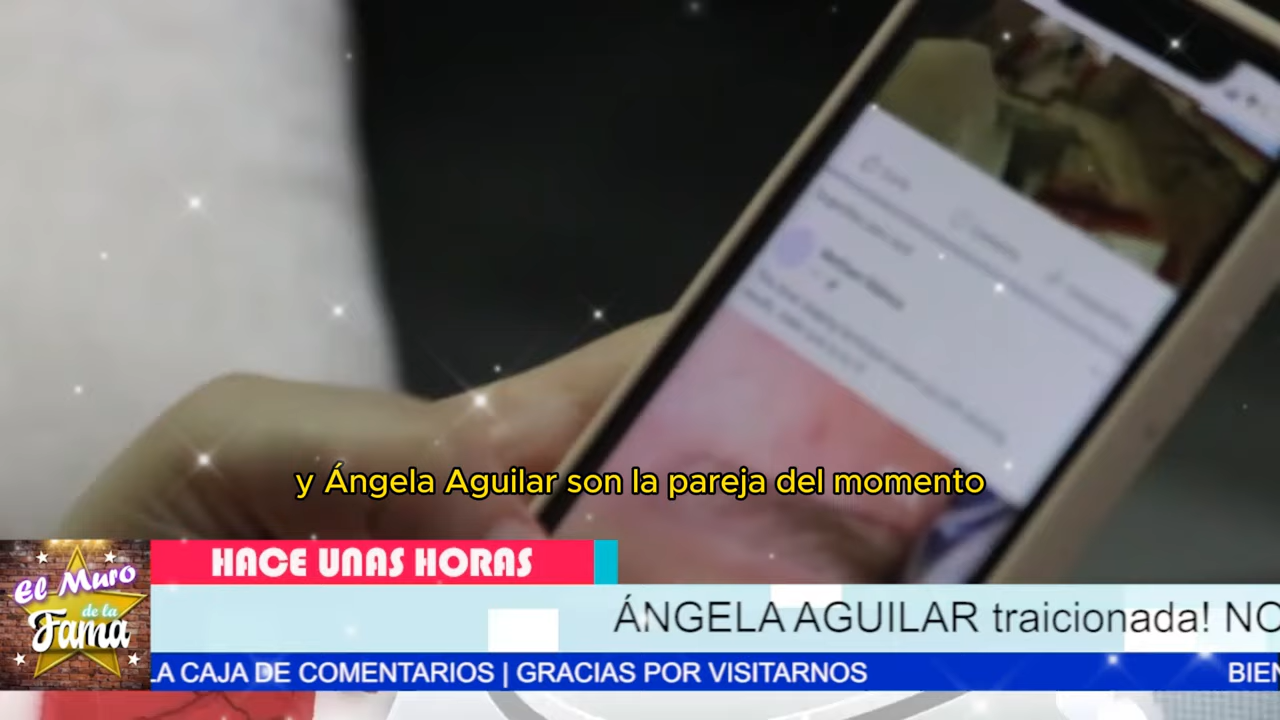 y Ángela Aguilar son la pareja del momento
HACE UNAS HORAS
El Muro
de la
Fama
ÁNGELA AGUILAR traicionada! NO
LA CAJA DE COMENTARIOS | GRACIAS POR VISITARNOS
BIEN